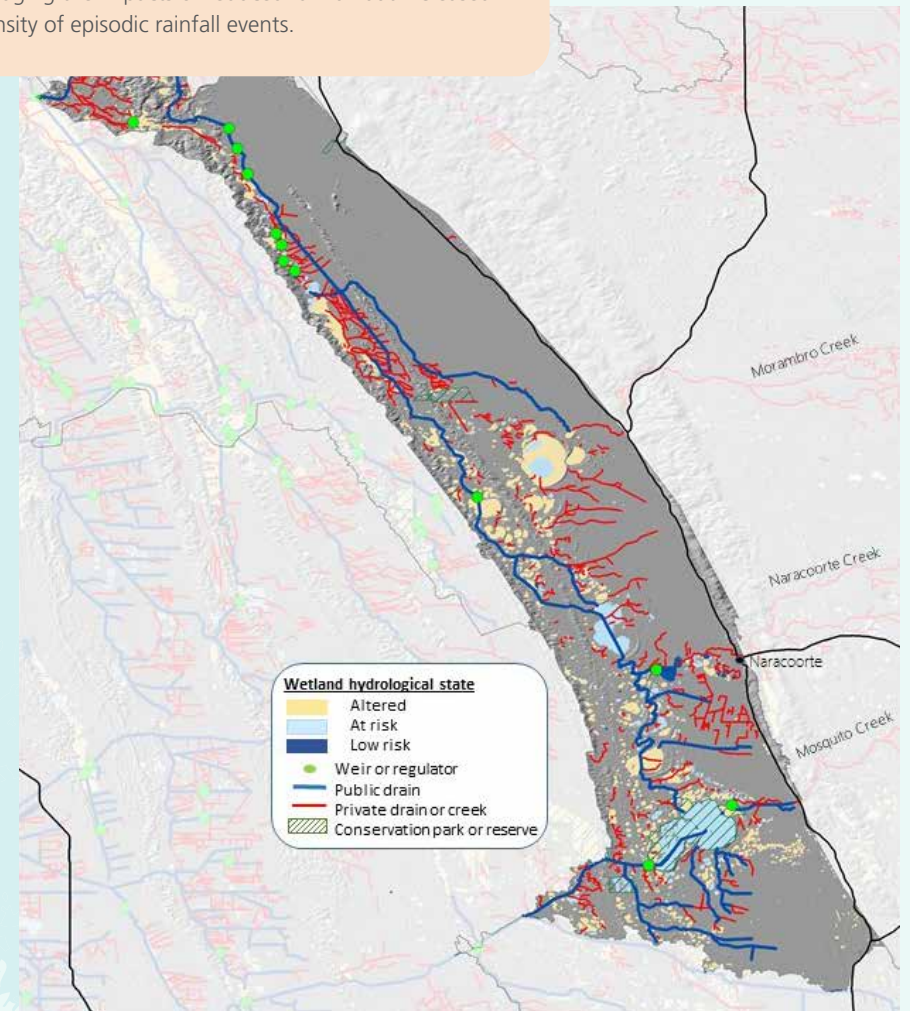 nsity of episodic rainfall events.
Morambro Creek
Naracoorte Creek
Naracoorte
Mosquito Creek
Wetland hydrological state
Altered
At risk
Low risk
Weir or regulator
Public drain
Private drain or creek
Conservation park or reserve